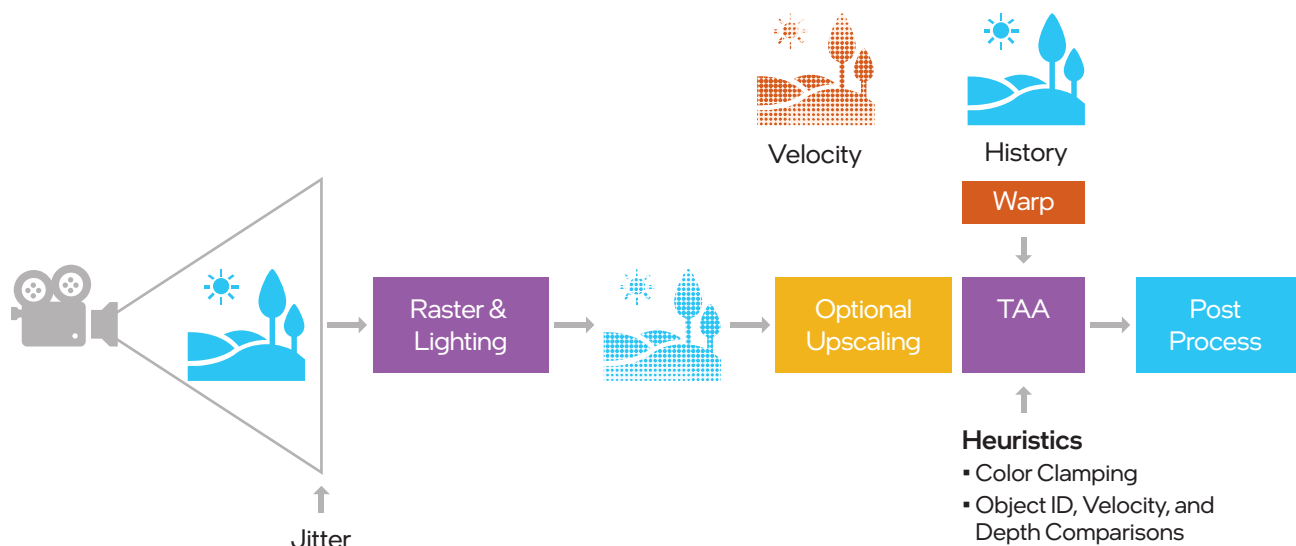 Velocity
History
Warp
Raster &
Lighting
Optional
Upscaling
TAA
Post
Process
Heuristics
▪ Color Clamping
▪ Object ID, Velocity, and
Depth Comparisons
Jitter